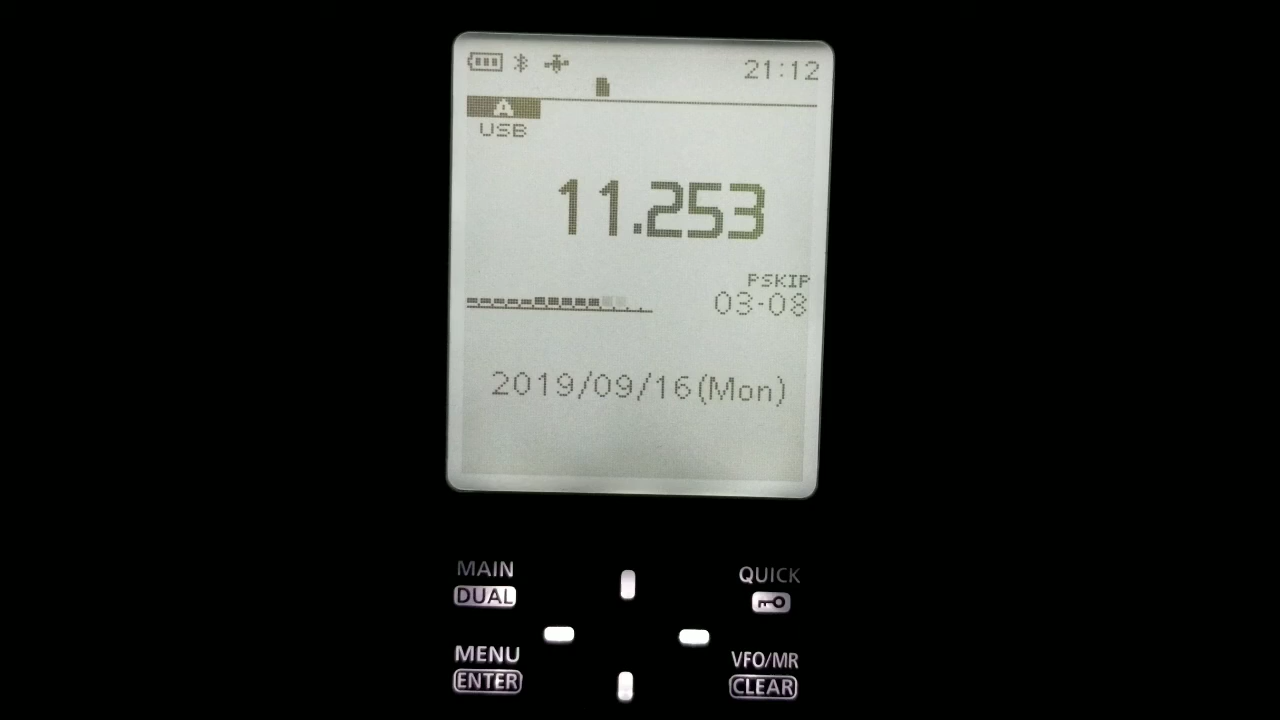 21:12
A
USB
11.253
PSKIP
03-08
2019/09/16(Mon)
MAIN
DUAL
QUICK
MENU
ENTER
VFO/MR
CLEAR